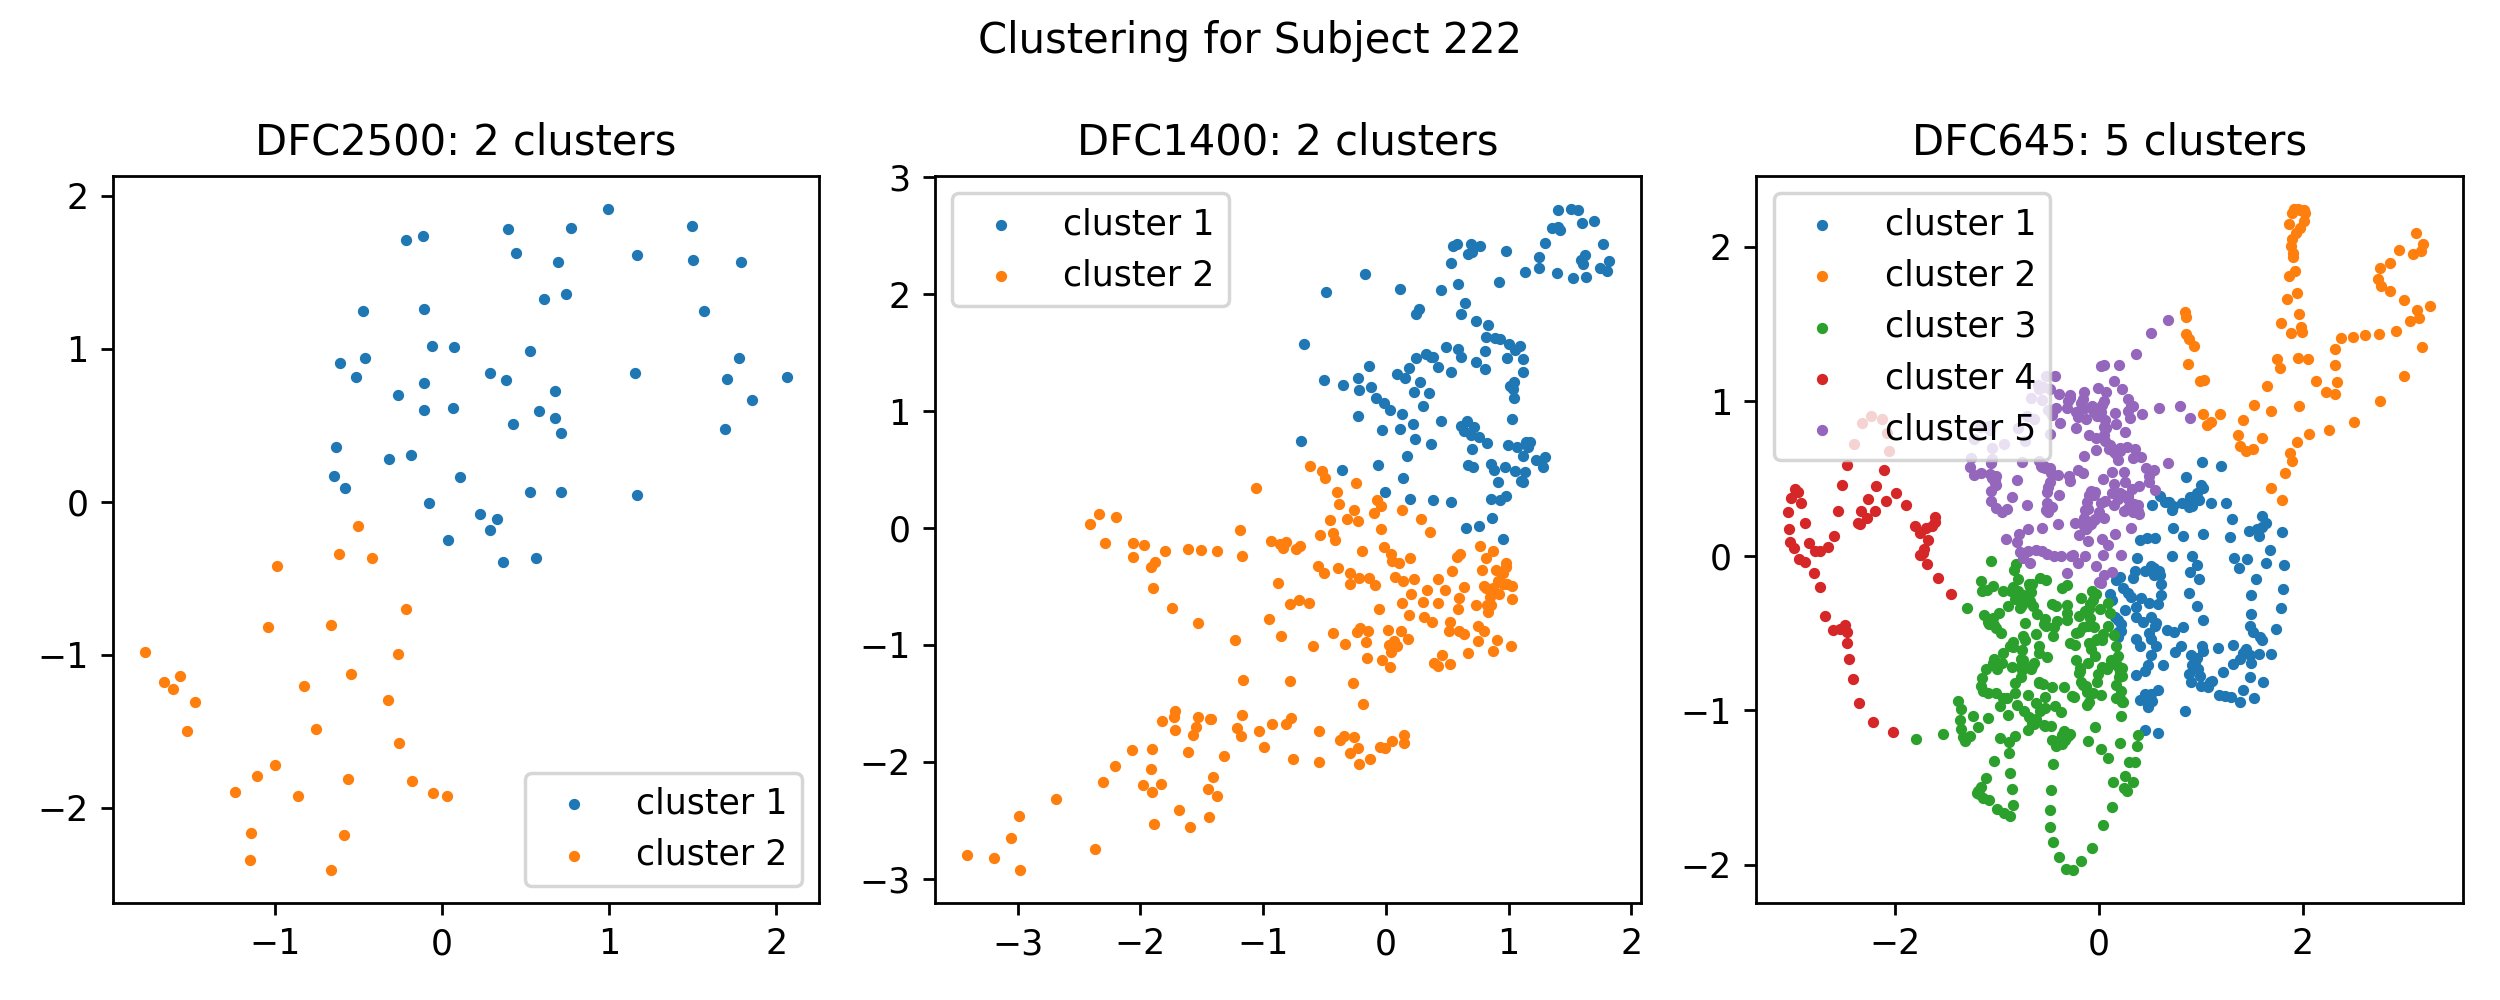 Clustering for Subject 222
DFC2500: 2 clusters
2
1
0
−1
−2
−1
0
1
2
cluster 1
cluster 2
DFC1400: 2 clusters
3
2
1
0
−1
−2
−3
−3
−2
−1
0
1
2
cluster 1
cluster 2
DFC645: 5 clusters
2
1
0
−1
−2
−2
0
2
cluster 1
cluster 2
cluster 3
cluster 4
cluster 5